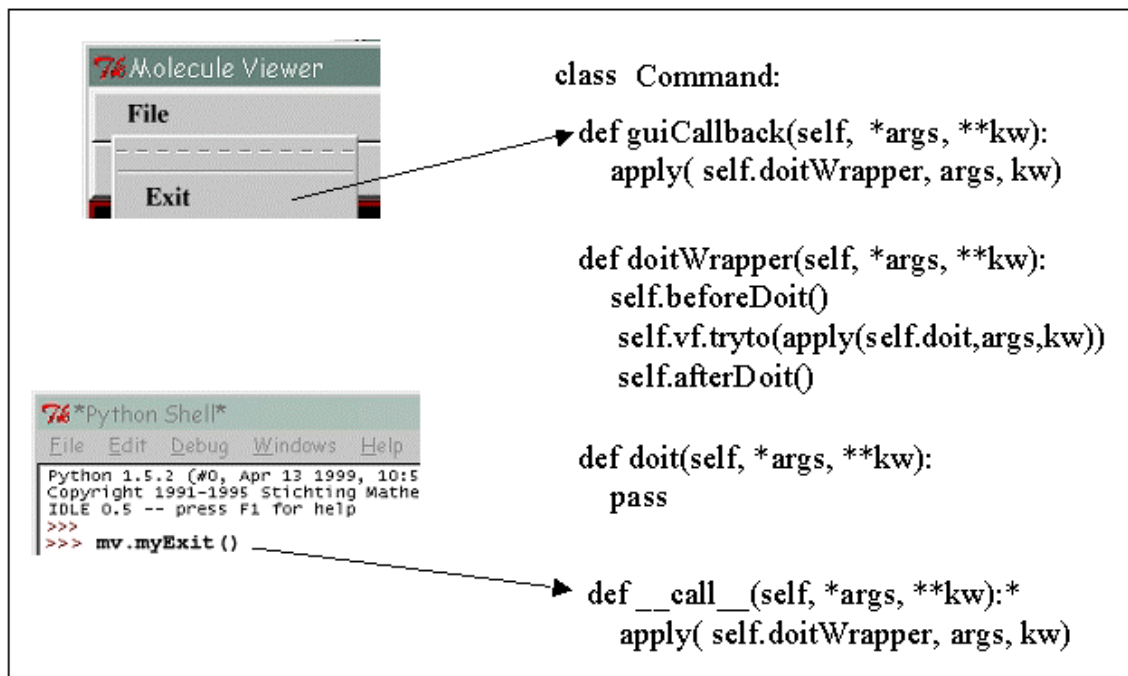 Molecule Viewer
File
Exit
class Command:
def guiCallback(self, *args, **kw):
apply( self.doitWrapper, args, kw)
def doitWrapper(self, *args, **kw):
self.beforeDoit()
self.vf.tryto(apply(self.doit,args,kw))
self.afterDoit()
*Python Shell*
File Edit Debug Windows Help
Python 1.5.2 (#0, Apr 13 1999, 10:5
Copyright 1991-1995 Stichting Mathe
IDLE 0.5 -- press F1 for help
>>>
>>> mv.myExit()
def doit(self, *args, **kw):
pass
def __call__(self, *args, **kw):*
apply( self.doitWrapper, args, kw)